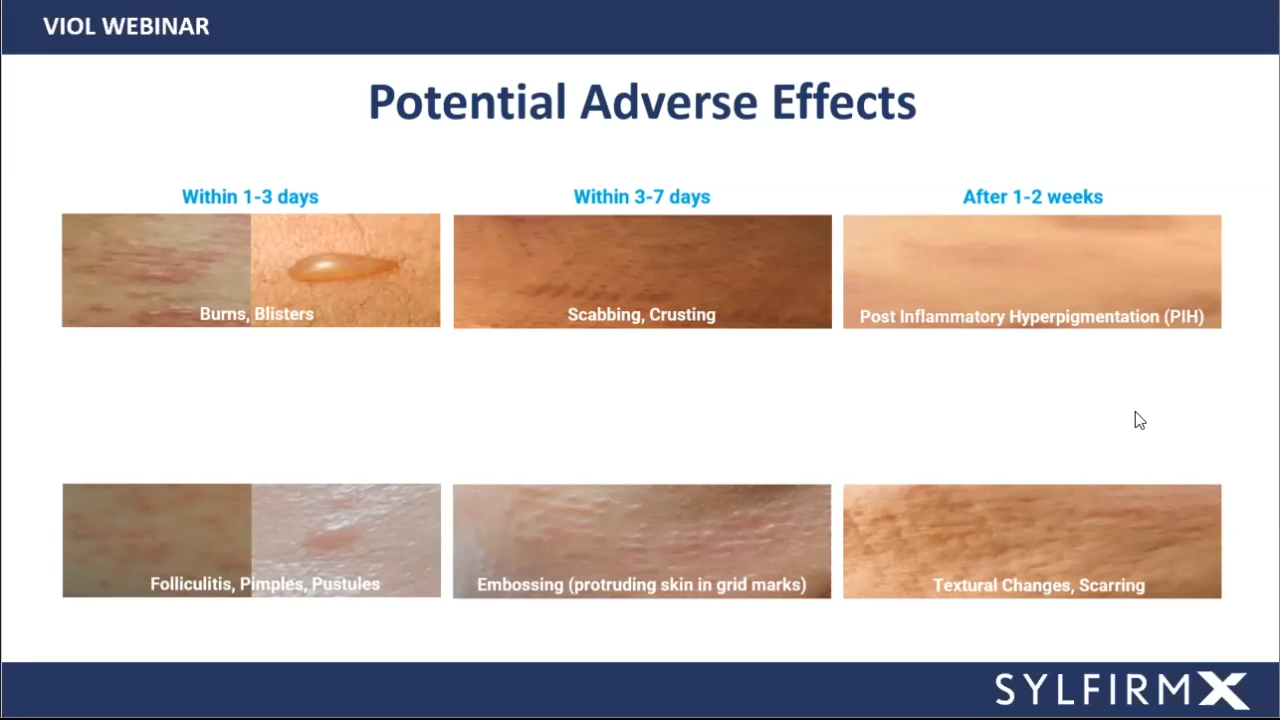 VIOL WEBINAR
Potential Adverse Effects
Within 1-3 days
Within 3-7 days
After 1-2 weeks
Burns, Blisters
Scabbing, Crusting
Post Inflammatory Hyperpigmentation (PIH)
Folliculitis, Pimples, Pustules
Embossing (protruding skin in grid marks)
Textural Changes, Scarring
SYLFIRM X